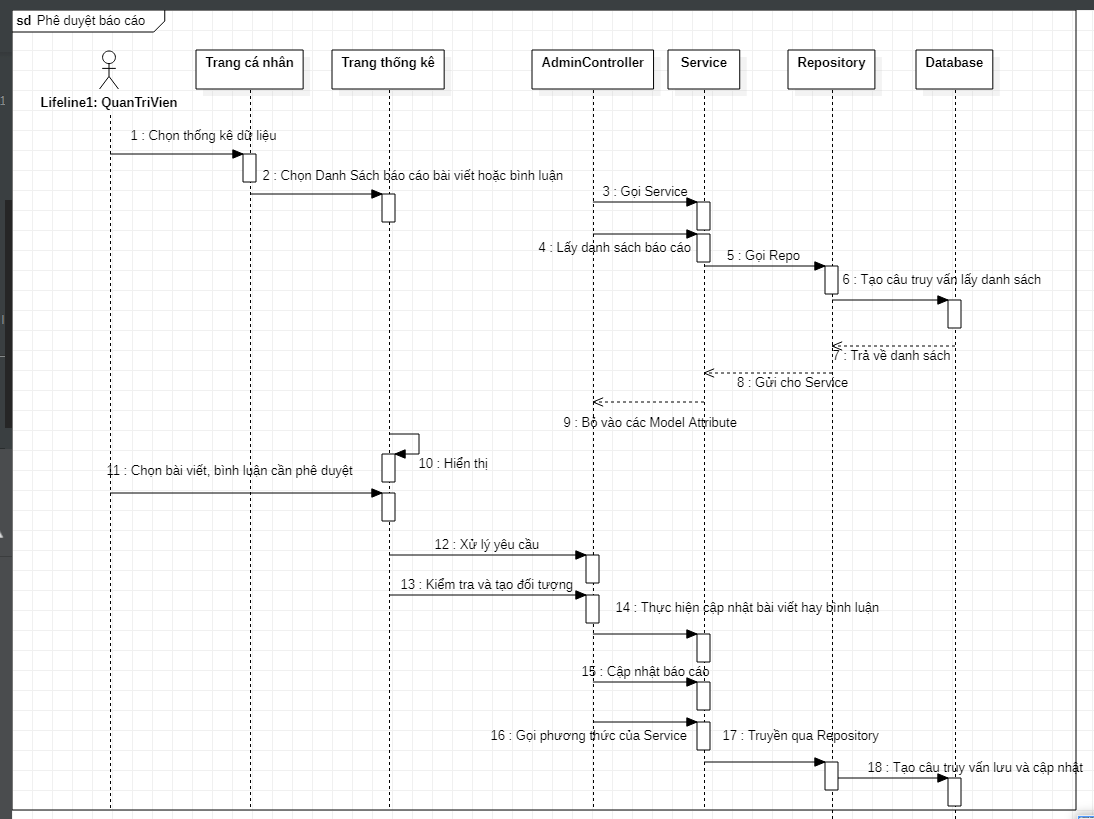 sd Phê duyệt báo cáo
Trang cá nhân
Trang thống kê
AdminController
Service
Repository
Database
Lifeline1: QuanTriVien
1 : Chọn thống kê dữ liệu
2 : Chọn Danh Sách báo cáo bài viết hoặc bình luận
3 : Gọi Service
4 : Lấy danh sách báo cáo
5 : Gọi Repo
6 : Tạo câu truy vấn lấy danh sách
7 : Trả về danh sách
8 : Gửi cho Service
9 : Bỏ vào các Model Attribute
10 : Hiển thị
11 : Chọn bài viết, bình luận cần phê duyệt
12 : Xử lý yêu cầu
13 : Kiểm tra và tạo đối tượng
14 : Thực hiện cập nhật bài viết hay bình luận
15 : Cập nhật báo cáo
16 : Gọi phương thức của Service
17 : Truyền qua Repository
18 : Tạo câu truy vấn lưu và cập nhật